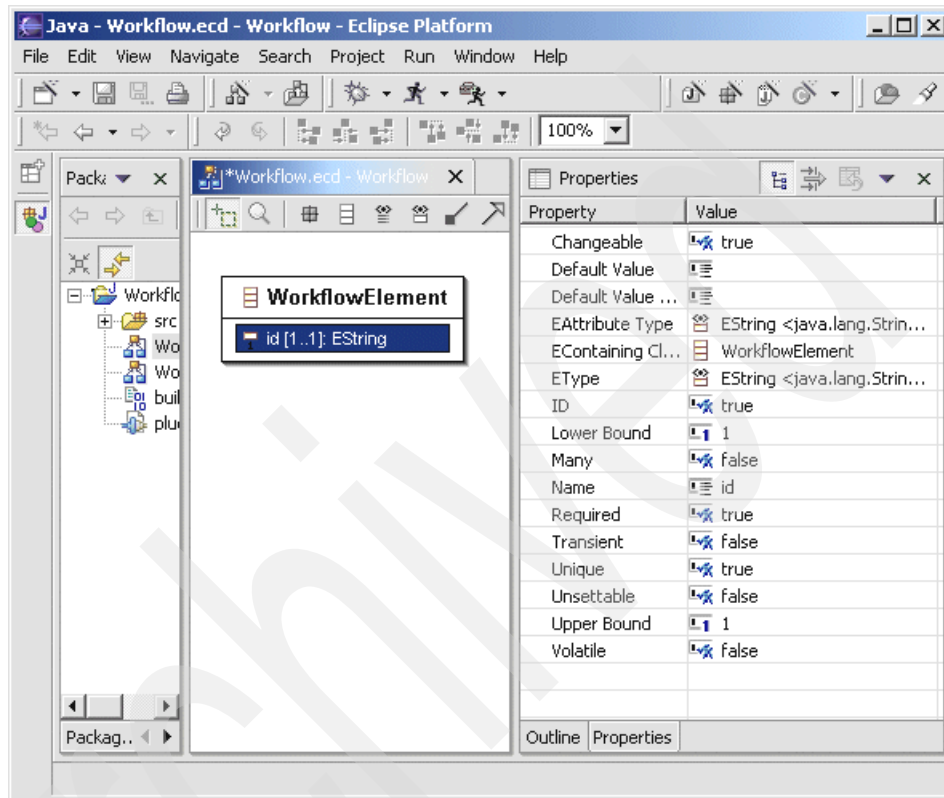 Java - Workflow.ecd - Workflow - Eclipse Platform
File Edit View Navigate Search Project Run Window Help
100%
Packa
*Workflow.ecd - Workflow
Properties
Property Value
Workflo
src
Wo
Wo
buil
plu
WorkflowElement
id [1..1]: EString
Changeable true
Default Value
Default Value ...
EAttribute Type EString <java.lang.Strin...
EContaining Cl... WorkflowElement
EType EString <java.lang.Strin...
ID true
Lower Bound 1
Many false
Name id
Required true
Transient false
Unique true
Unsettable false
Upper Bound 1
Volatile false
Packag..
Outline Properties